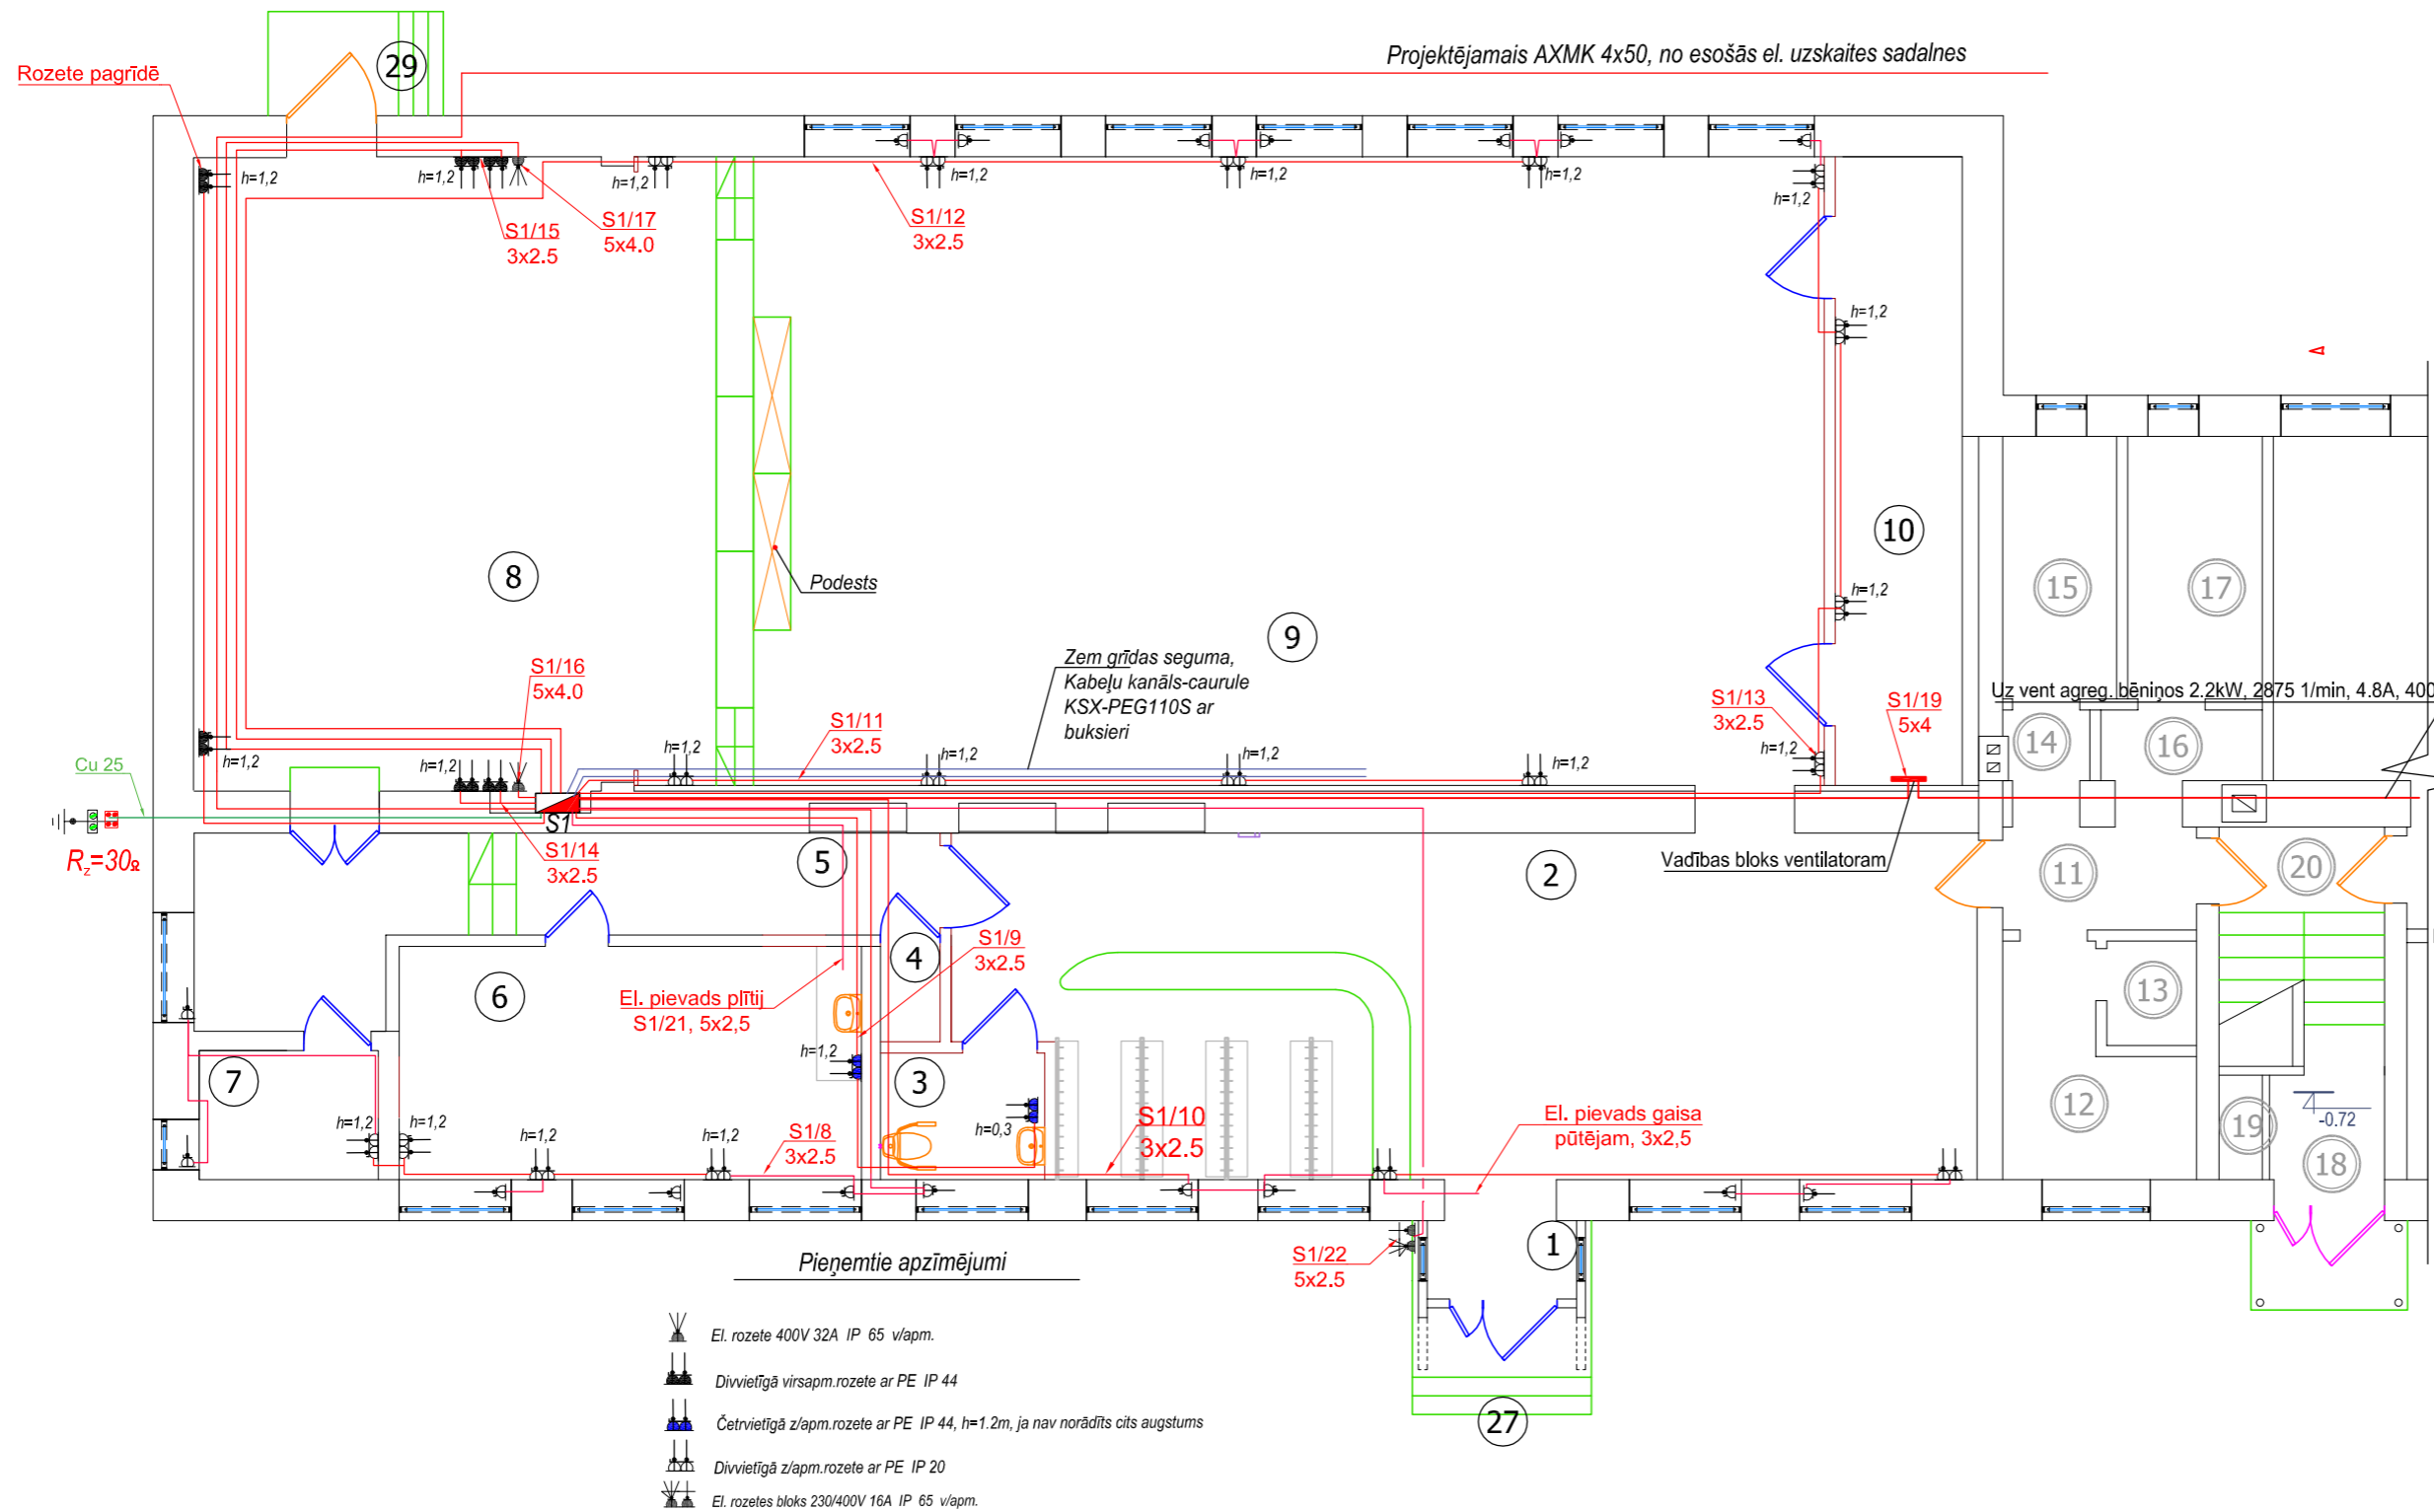 Projektējamais AXMK 4x50, no esošās el. uzskaites sadalnes
29
Rozete pagrīdē
h=1,2
h=1,2
h=1,2
h=1,2
h=1,2
h=1,2
h=1,2
S1/15
3x2.5
S1/17
5x4.0
S1/12
3x2.5
h=1,2
8
Podests
9
10
15
17
h=1,2
Zem grīdas seguma,
Kabeļu kanāls-caurule
KSX-PEG110S ar
buksieri
S1/16
5x4.0
S1/11
3x2.5
S1/13
3x2.5
S1/19
5x4
Uz vent agreg. bēniņos 2.2kW, 2875 1/min, 4.8A, 400
14
16
h=1,2
h=1,2
h=1,2
h=1,2
h=1,2
h=1,2
h=1,2
Cu 25
Rz=30Ω
S1
S1/14
3x2.5
5
2
Vadības bloks ventilatoram
11
20
4
S1/9
3x2.5
6
El. pievads plītij
S1/21, 5x2,5
13
h=1,2
7
3
h=0,3
h=1,2
h=1,2
h=1,2
h=1,2
S1/8
3x2.5
S1/10
3x2.5
El. pievads gaisa
pūtējam, 3x2,5
12
19
-0.72
18
S1/22
5x2.5
1
27
Pieņemtie apzīmējumi
El. rozete 400V 32A IP 65 v/apm.
Divvietīgā virsapm.rozete ar PE IP 44
Četrvietīgā z/apm.rozete ar PE IP 44, h=1.2m, ja nav norādīts cits augstums
Divvietīgā z/apm.rozete ar PE IP 20
El. rozetes bloks 230/400V 16A IP 65 v/apm.